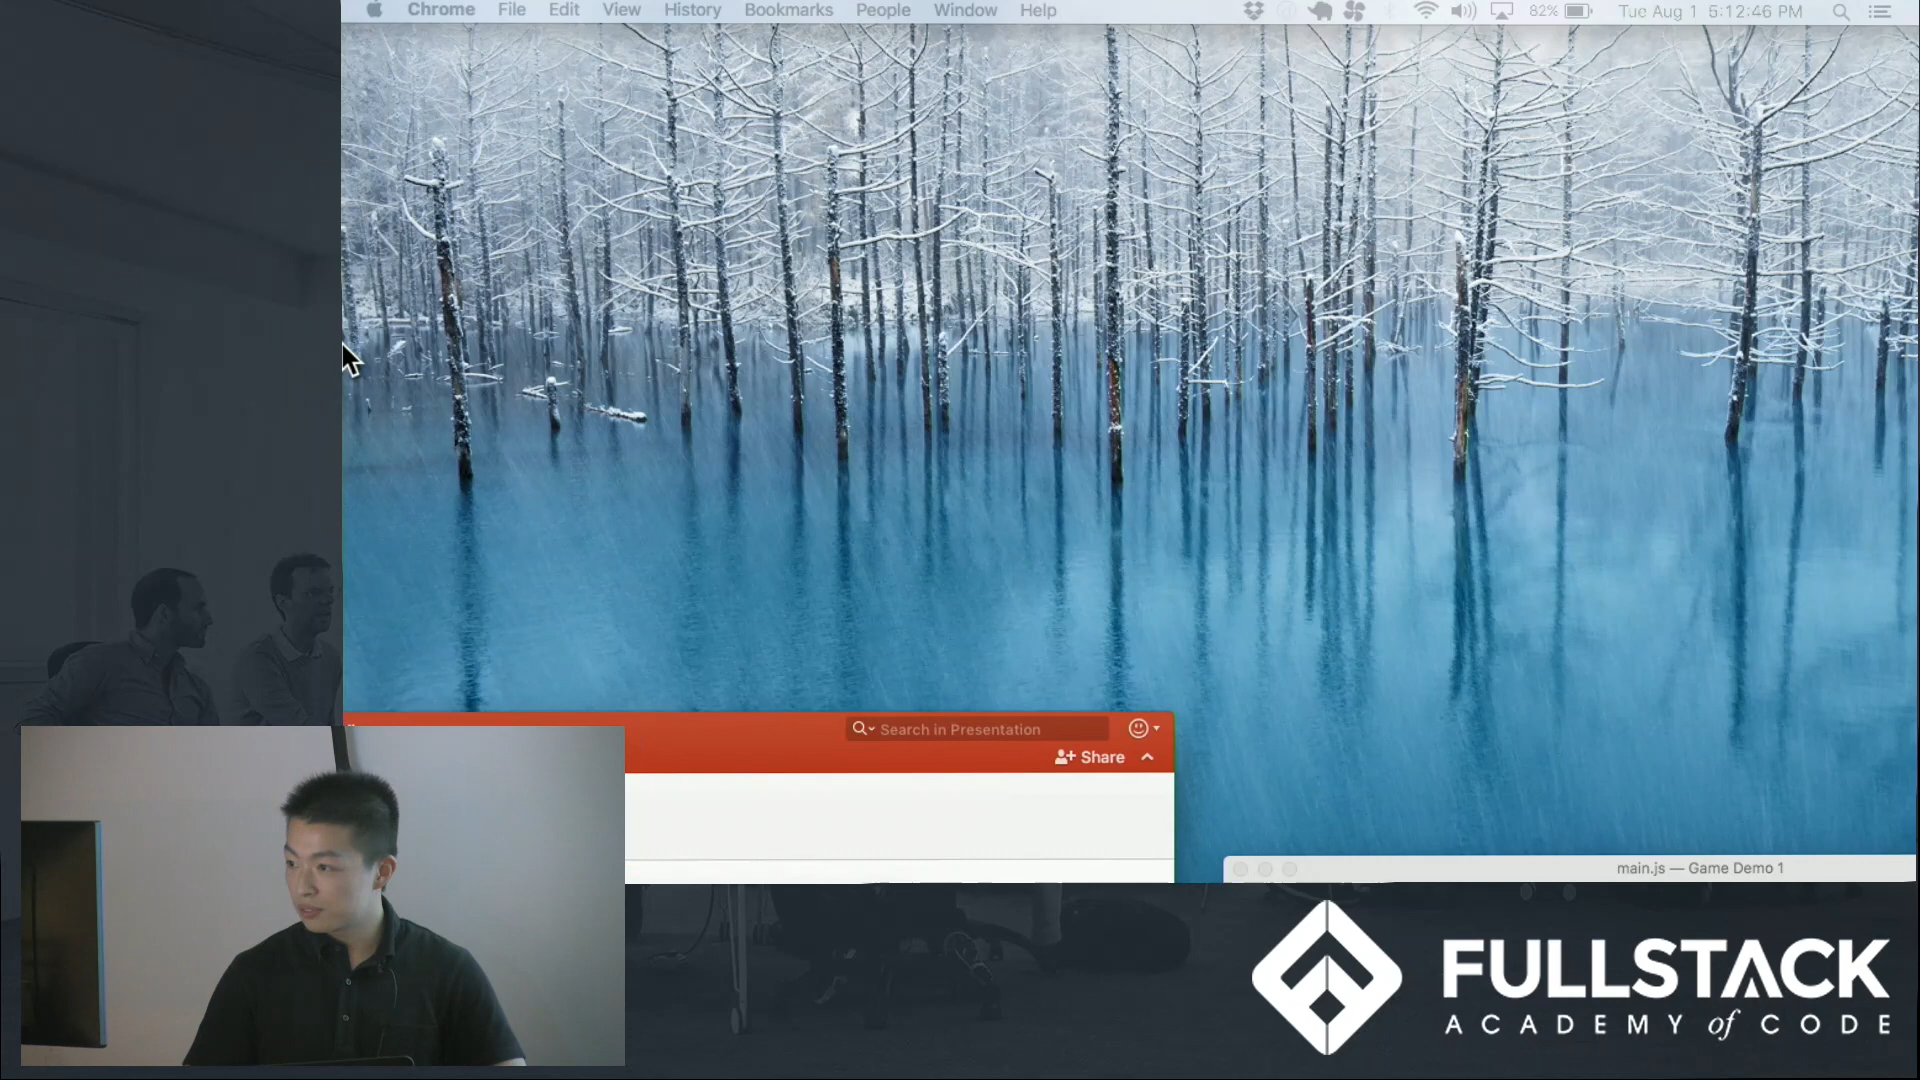 Chrome File Edit View History Bookmarks People Window Help 82% Tue Aug 1 5:12:46 PM
Search in Presentation
Share
main.js — Game Demo 1
FULLSTACK
ACADEMY of CODE